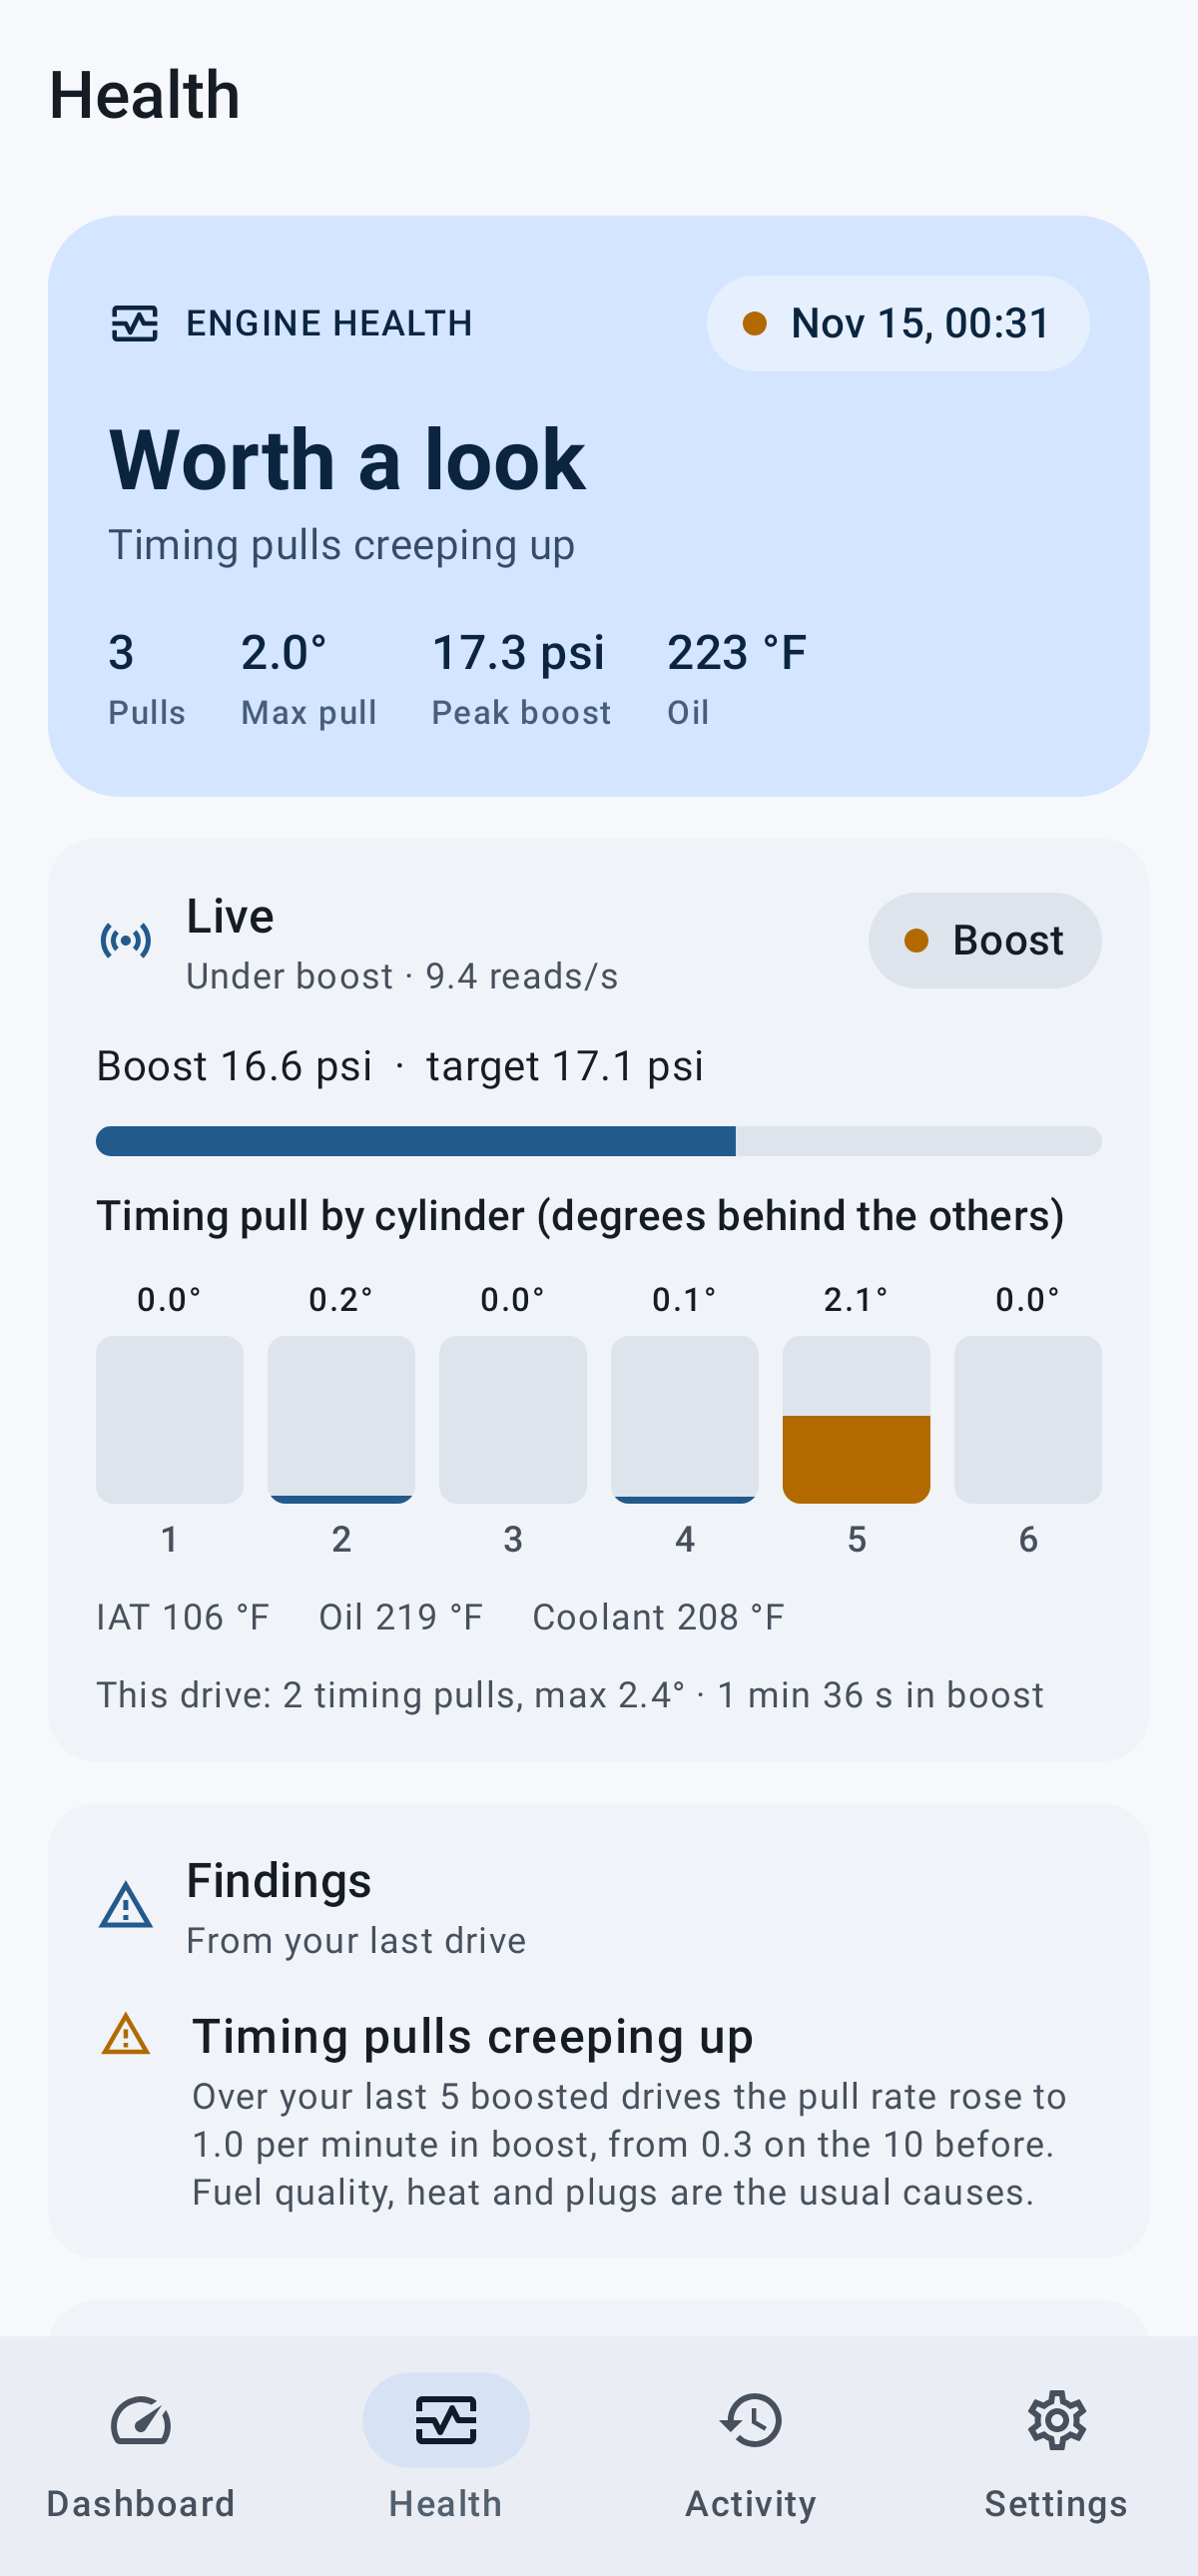 Health
ENGINE HEALTH
Nov 15, 00:31
Worth a look
Timing pulls creeping up
3 2.0° 17.3 psi 223 °F
Pulls Max pull Peak boost Oil
Live
Under boost · 9.4 reads/s
Boost
Boost 16.6 psi · target 17.1 psi
Timing pull by cylinder (degrees behind the others)
0.0° 0.2° 0.0° 0.1° 2.1° 0.0°
1 2 3 4 5 6
IAT 106 °F Oil 219 °F Coolant 208 °F
This drive: 2 timing pulls, max 2.4° · 1 min 36 s in boost
Findings
From your last drive
Timing pulls creeping up
Over your last 5 boosted drives the pull rate rose to
1.0 per minute in boost, from 0.3 on the 10 before.
Fuel quality, heat and plugs are the usual causes.
Dashboard Health Activity Settings